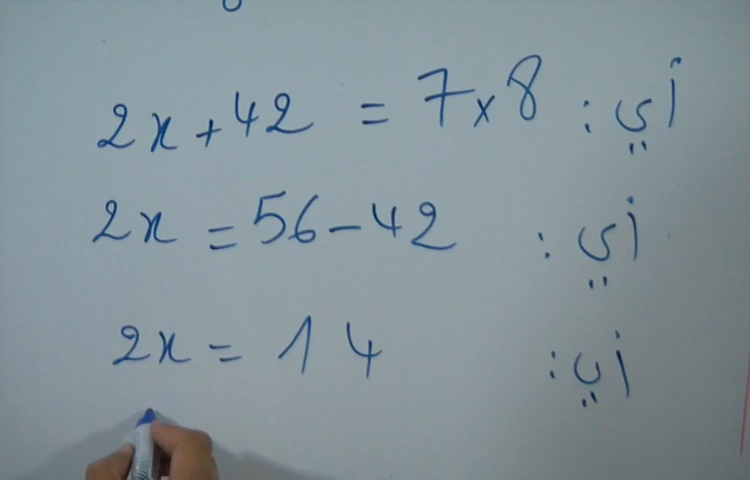 أي : 2x + 42 = 7 x 8
أي : 2x = 56 - 42
أي : 2x = 14